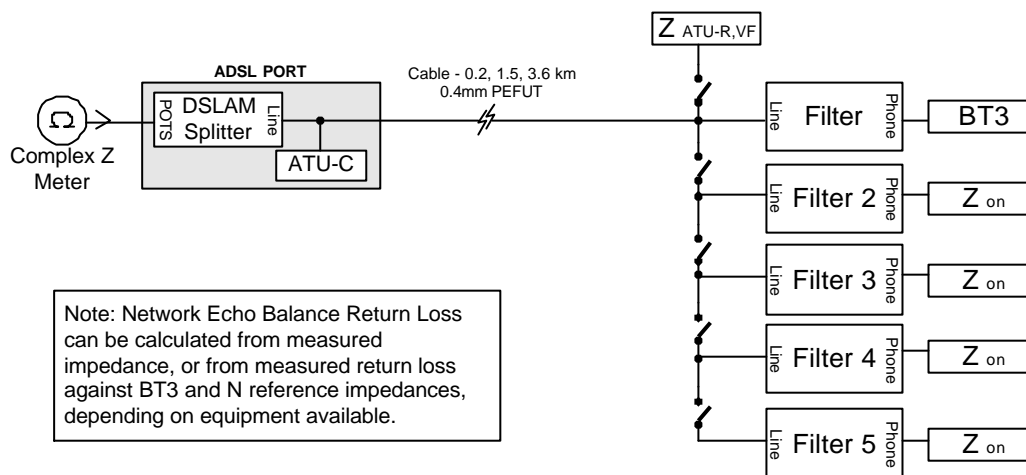 Z ATU-R,VF
ADSL PORT
Cable - 0.2, 1.5, 3.6 km
0.4mm PEFUT
Ω
Complex Z
Meter
POTS
DSLAM
Splitter
Line
ATU-C
Line
Filter
Phone
BT3
Line
Filter 2
Phone
Z on
Line
Filter 3
Phone
Z on
Line
Filter 4
Phone
Z on
Line
Filter 5
Phone
Z on
Note: Network Echo Balance Return Loss
can be calculated from measured
impedance, or from measured return loss
against BT3 and N reference impedances,
depending on equipment available.